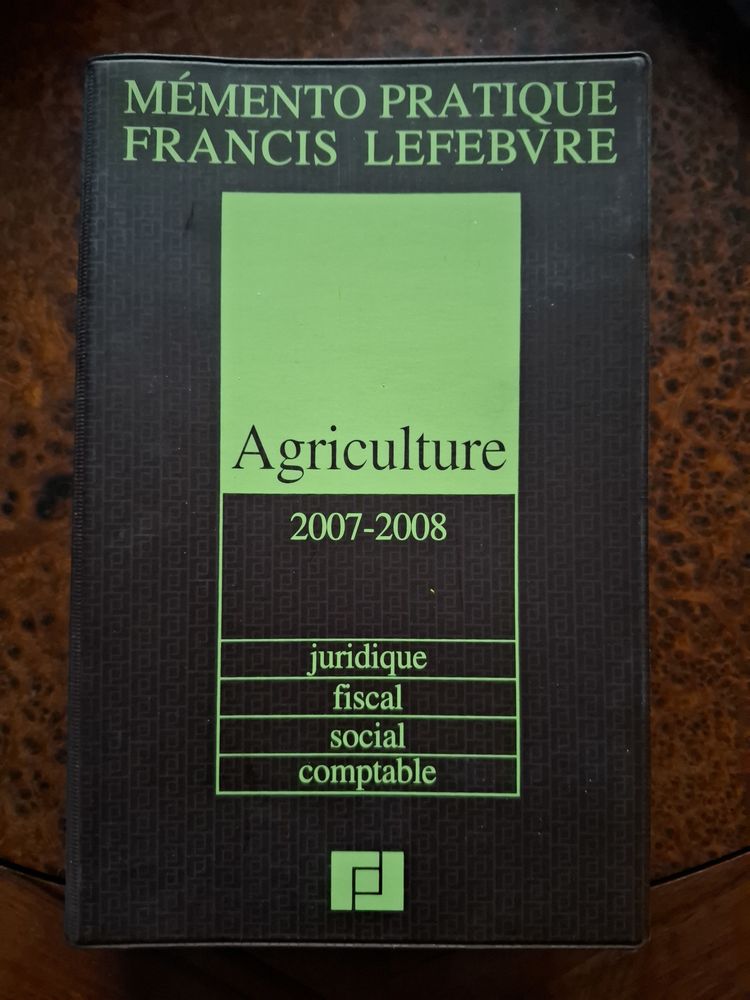 MÉMENTO PRATIQUE
FRANCIS LEFEBVRE
Agriculture
2007-2008
juridique
fiscal
social
comptable